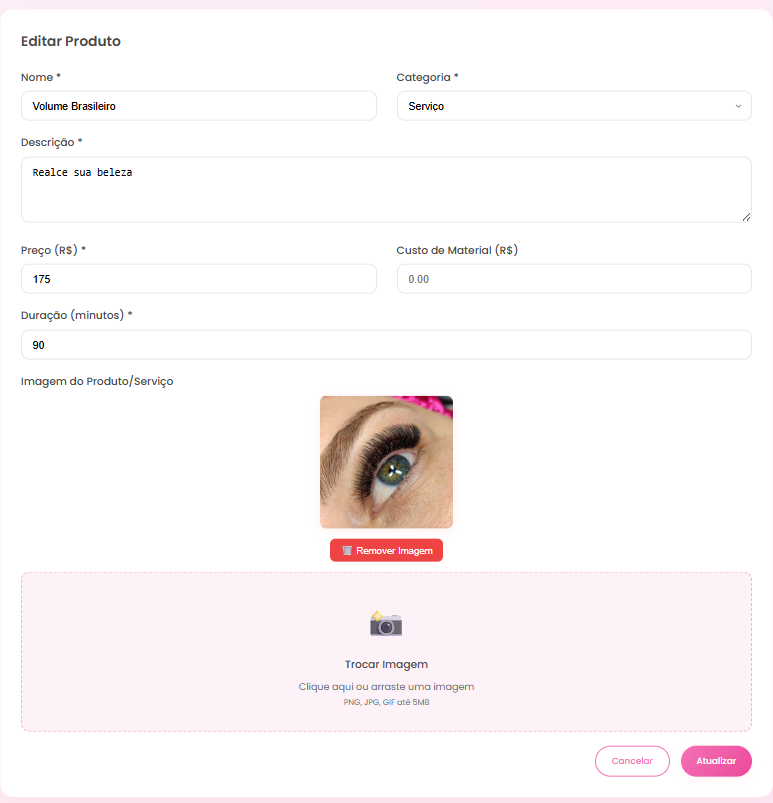 Editar Produto
Nome * Categoria *
Volume Brasileiro Serviço
Descrição *
Realce sua beleza
Preço (R$) * Custo de Material (R$)
175 0.00
Duração (minutos) *
90
Imagem do Produto/Serviço
Remover Imagem
Trocar Imagem
Clique aqui ou arraste uma imagem
PNG, JPG, GIF até 5MB
Cancelar Atualizar